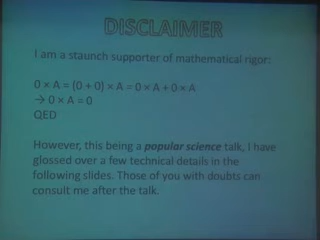 DISCLAIMER
I am a staunch supporter of mathematical rigor:
0 × A = (0 + 0) × A = 0 × A + 0 × A
→ 0 × A = 0
QED
However, this being a popular science talk, I have
glossed over a few technical details in the
following slides. Those of you with doubts can
consult me after the talk.